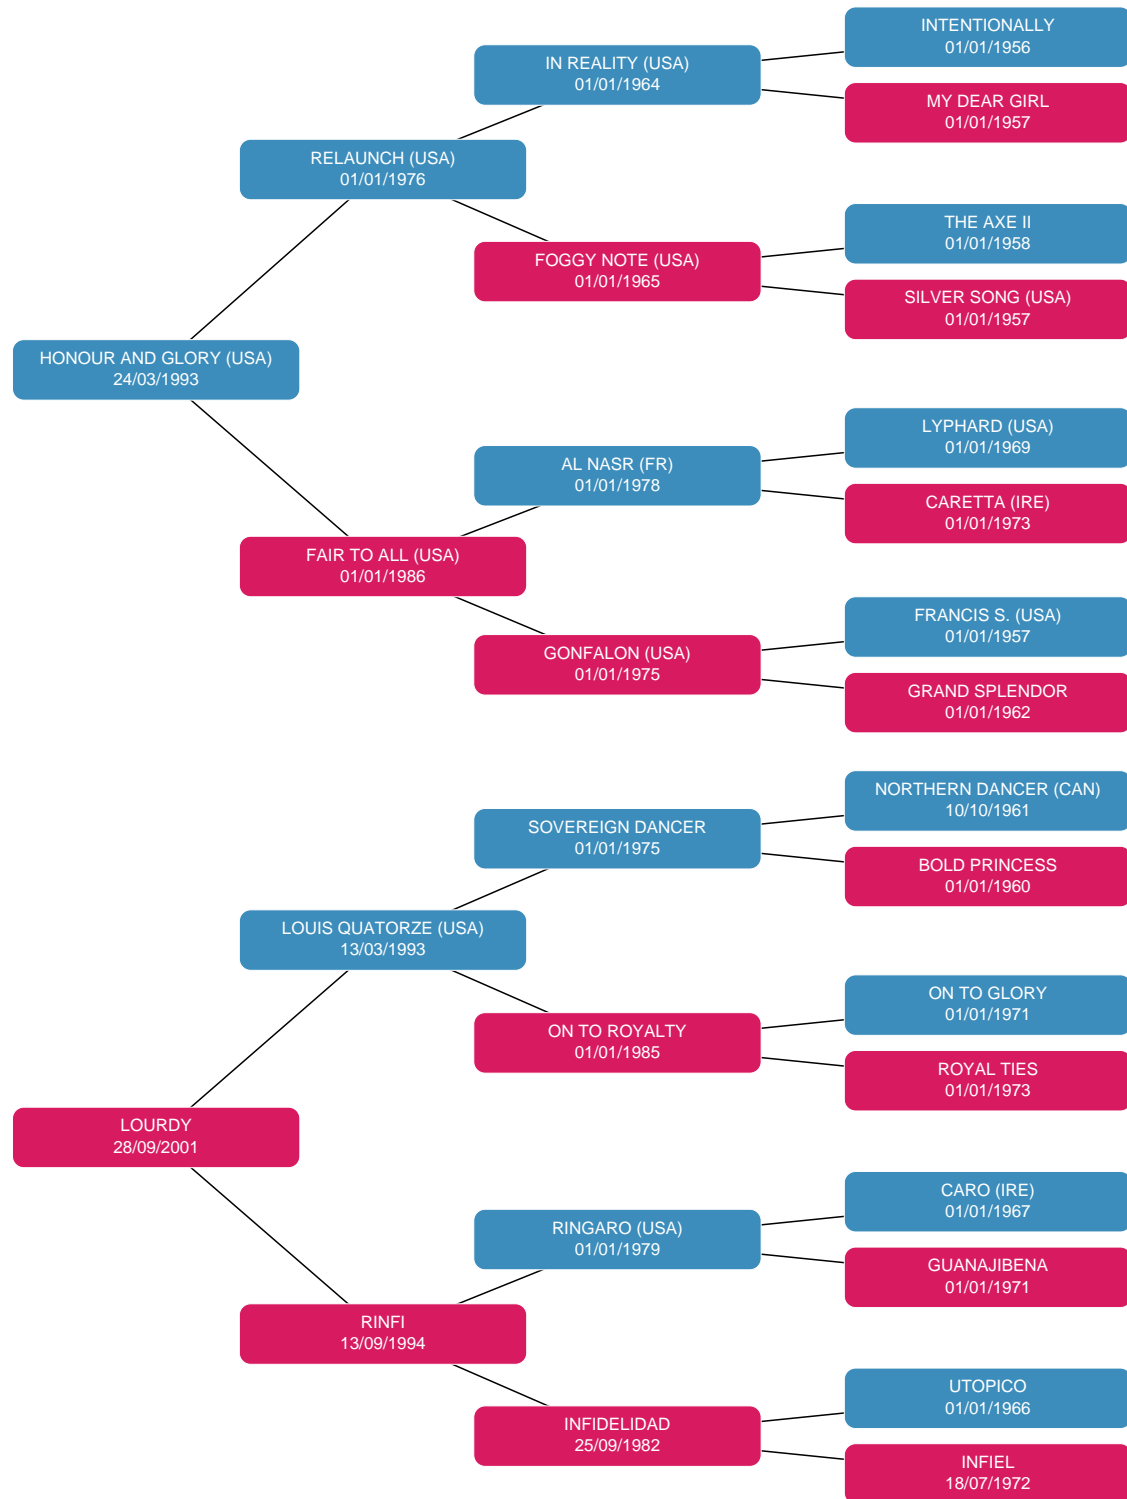 INTENTIONALLY
01/01/1956
IN REALITY (USA)
01/01/1964
MY DEAR GIRL
01/01/1957
RELAUNCH (USA)
01/01/1976
THE AXE II
01/01/1958
FOGGY NOTE (USA)
01/01/1965
SILVER SONG (USA)
01/01/1957
HONOUR AND GLORY (USA)
24/03/1993
LYPHARD (USA)
01/01/1969
AL NASR (FR)
01/01/1978
CARETTA (IRE)
01/01/1973
FAIR TO ALL (USA)
01/01/1986
FRANCIS S. (USA)
01/01/1957
GONFALON (USA)
01/01/1975
GRAND SPLENDOR
01/01/1962
NORTHERN DANCER (CAN)
10/10/1961
SOVEREIGN DANCER
01/01/1975
BOLD PRINCESS
01/01/1960
LOUIS QUATORZE (USA)
13/03/1993
ON TO GLORY
01/01/1971
ON TO ROYALTY
01/01/1985
ROYAL TIES
01/01/1973
LOURDY
28/09/2001
CARO (IRE)
01/01/1967
RINGARO (USA)
01/01/1979
GUANAJIBENA
01/01/1971
RINFI
13/09/1994
UTOPICO
01/01/1966
INFIDELIDAD
25/09/1982
INFIEL
18/07/1972